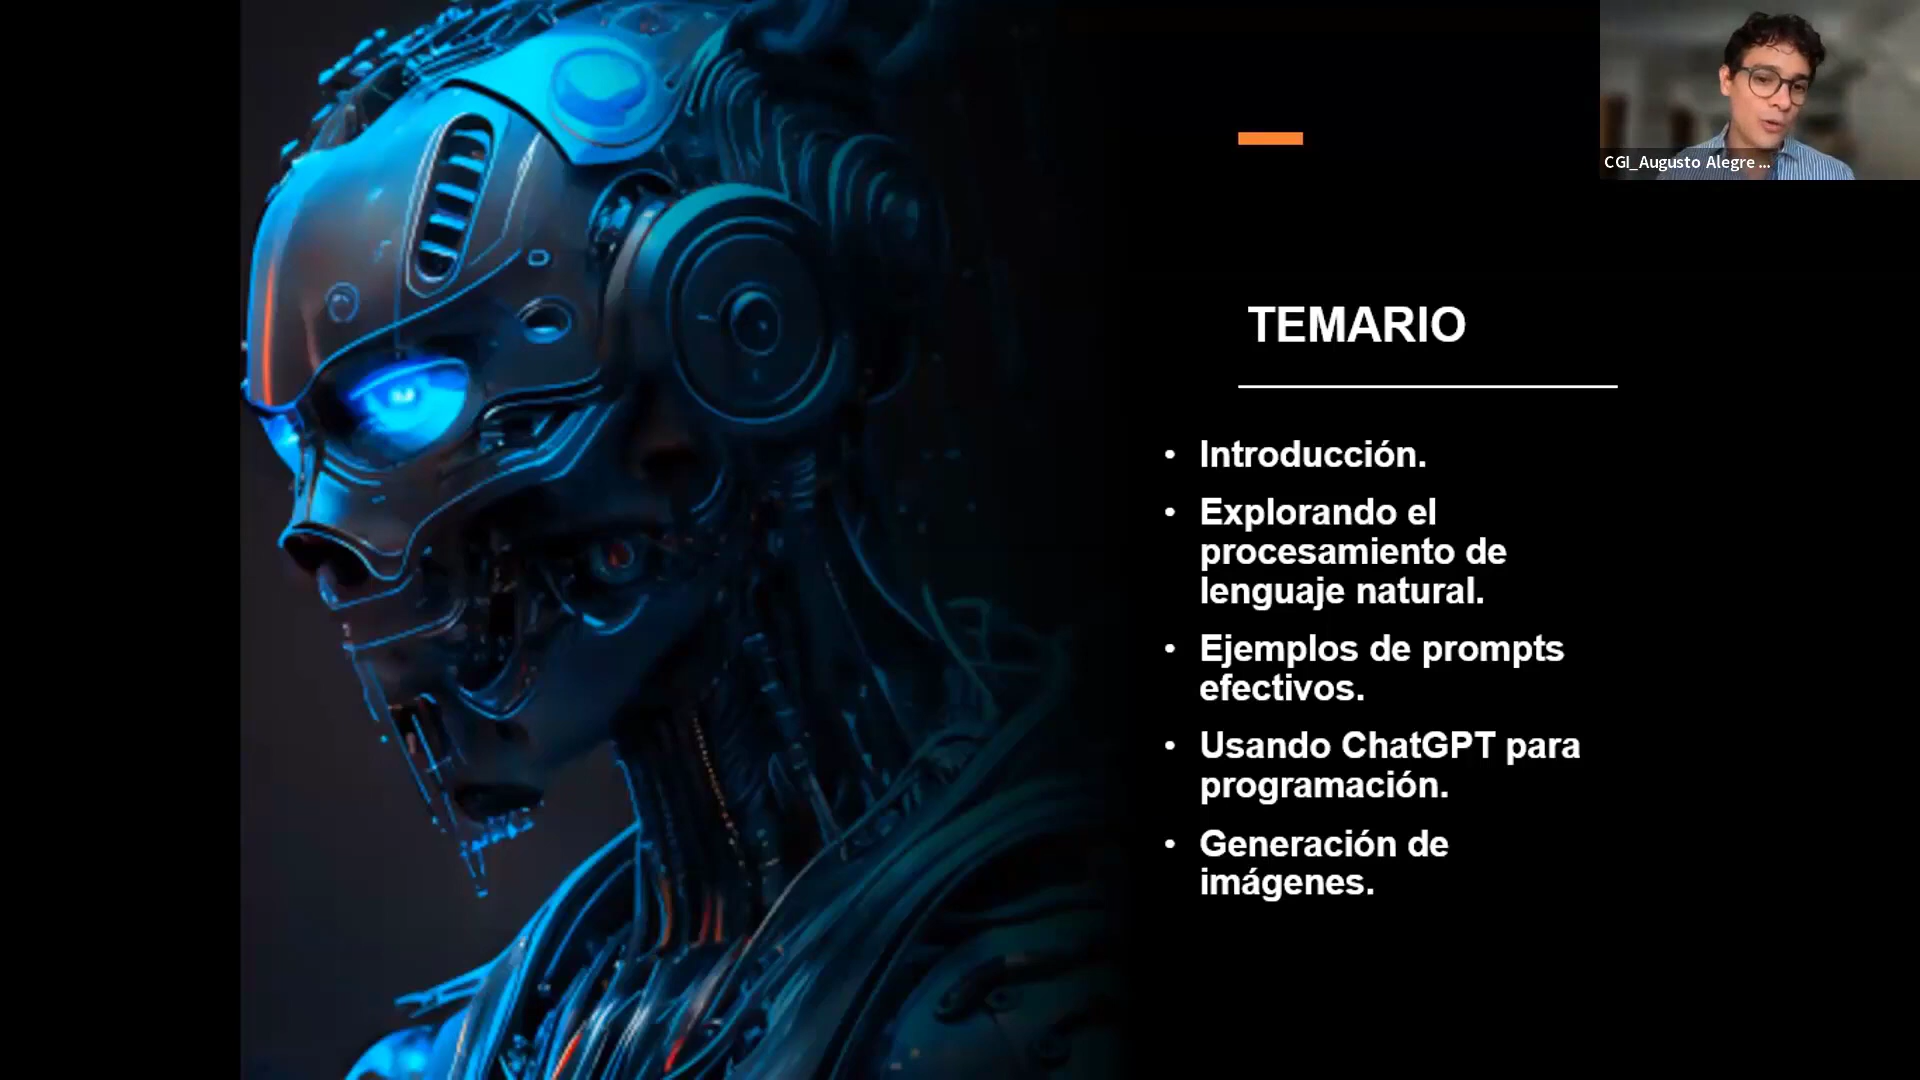 CGI_Augusto Alegre ...
TEMARIO
• Introducción.
• Explorando el
procesamiento de
lenguaje natural.
• Ejemplos de prompts
efectivos.
• Usando ChatGPT para
programación.
• Generación de
imágenes.